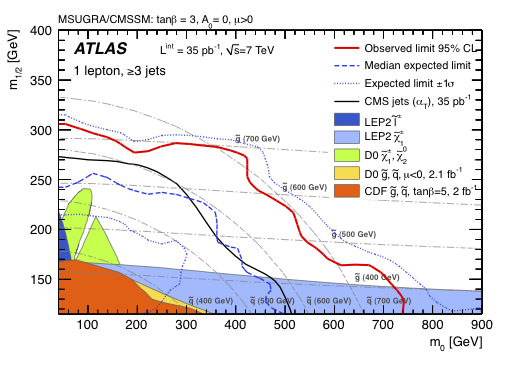 MSUGRA/CMSSM: tanβ = 3, A₀= 0, μ>0
m₁/₂ [GeV]
ATLAS
Lⁱⁿᵗ = 35 pb⁻¹, √s=7 TeV
1 lepton, ≥3 jets
Observed limit 95% CL
Median expected limit
Expected limit ±1σ
CMS jets (αT), 35 pb⁻¹
LEP2 l̃±
LEP2 χ̃₁±
D0 χ̃₁±, χ̃₂⁰
D0 g̃, q̃, μ<0, 2.1 fb⁻¹
CDF g̃, q̃, tanβ=5, 2 fb⁻¹
g̃ (700 GeV)
g̃ (600 GeV)
g̃ (500 GeV)
g̃ (400 GeV)
q̃ (400 GeV)
q̃ (500 GeV)
q̃ (600 GeV)
q̃ (700 GeV)
400
350
300
250
200
150
100 200 300 400 500 600 700 800 900
m₀ [GeV]